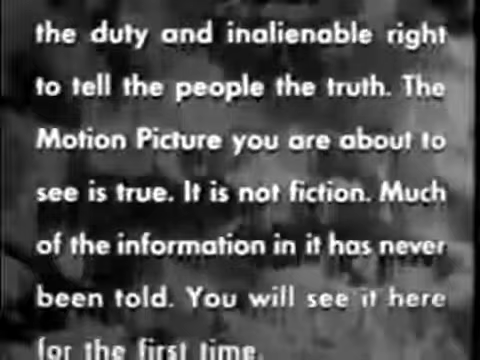 the duty and inalienable right
to tell the people the truth. The
Motion Picture you are about to
see is true. It is not fiction. Much
of the information in it has never
been told. You will see it here
for the first time.